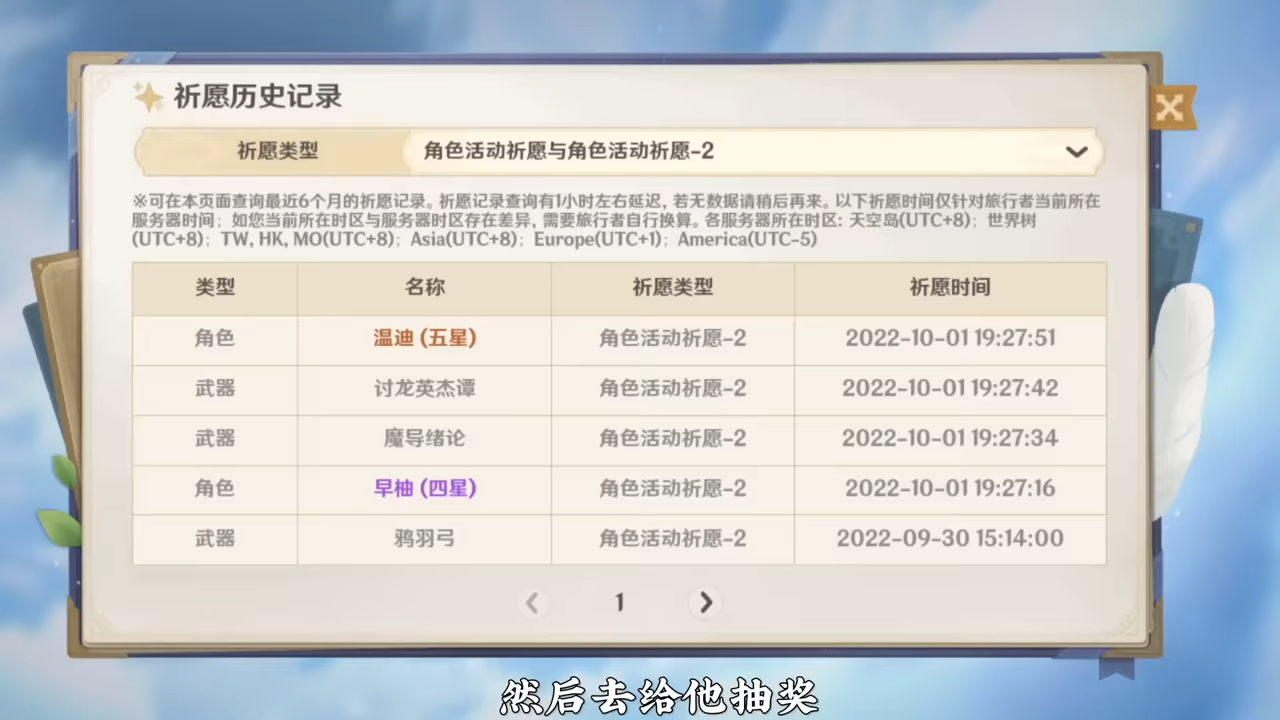 祈愿历史记录
祈愿类型 角色活动祈愿与角色活动祈愿-2
※可在本页面查询最近6个月的祈愿记录。祈愿记录查询有1小时左右延迟，若无数据请稍后再来。以下祈愿时间仅针对旅行者当前所在
服务器时间；如您当前所在时区与服务器时区存在差异，需要旅行者自行换算。各服务器所在时区: 天空岛(UTC+8)；世界树
(UTC+8)；TW, HK, MO(UTC+8)；Asia(UTC+8)；Europe(UTC+1)；America(UTC-5)
类型 名称 祈愿类型 祈愿时间
角色 温迪 (五星) 角色活动祈愿-2 2022-10-01 19:27:51
武器 讨龙英杰谭 角色活动祈愿-2 2022-10-01 19:27:42
武器 魔导绪论 角色活动祈愿-2 2022-10-01 19:27:34
角色 早柚 (四星) 角色活动祈愿-2 2022-10-01 19:27:16
武器 鸦羽弓 角色活动祈愿-2 2022-09-30 15:14:00
1
然后去给他抽奖